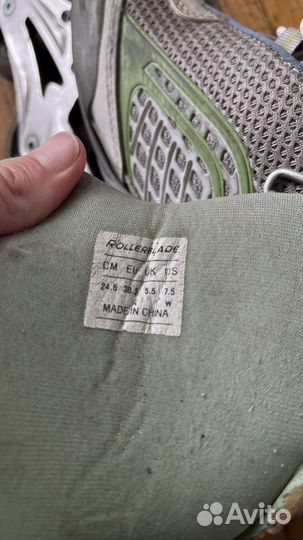 ROLLERBLADE
CM EU UK US
24.5 38.5 5.5 7.5
W
MADE IN CHINA
Avito